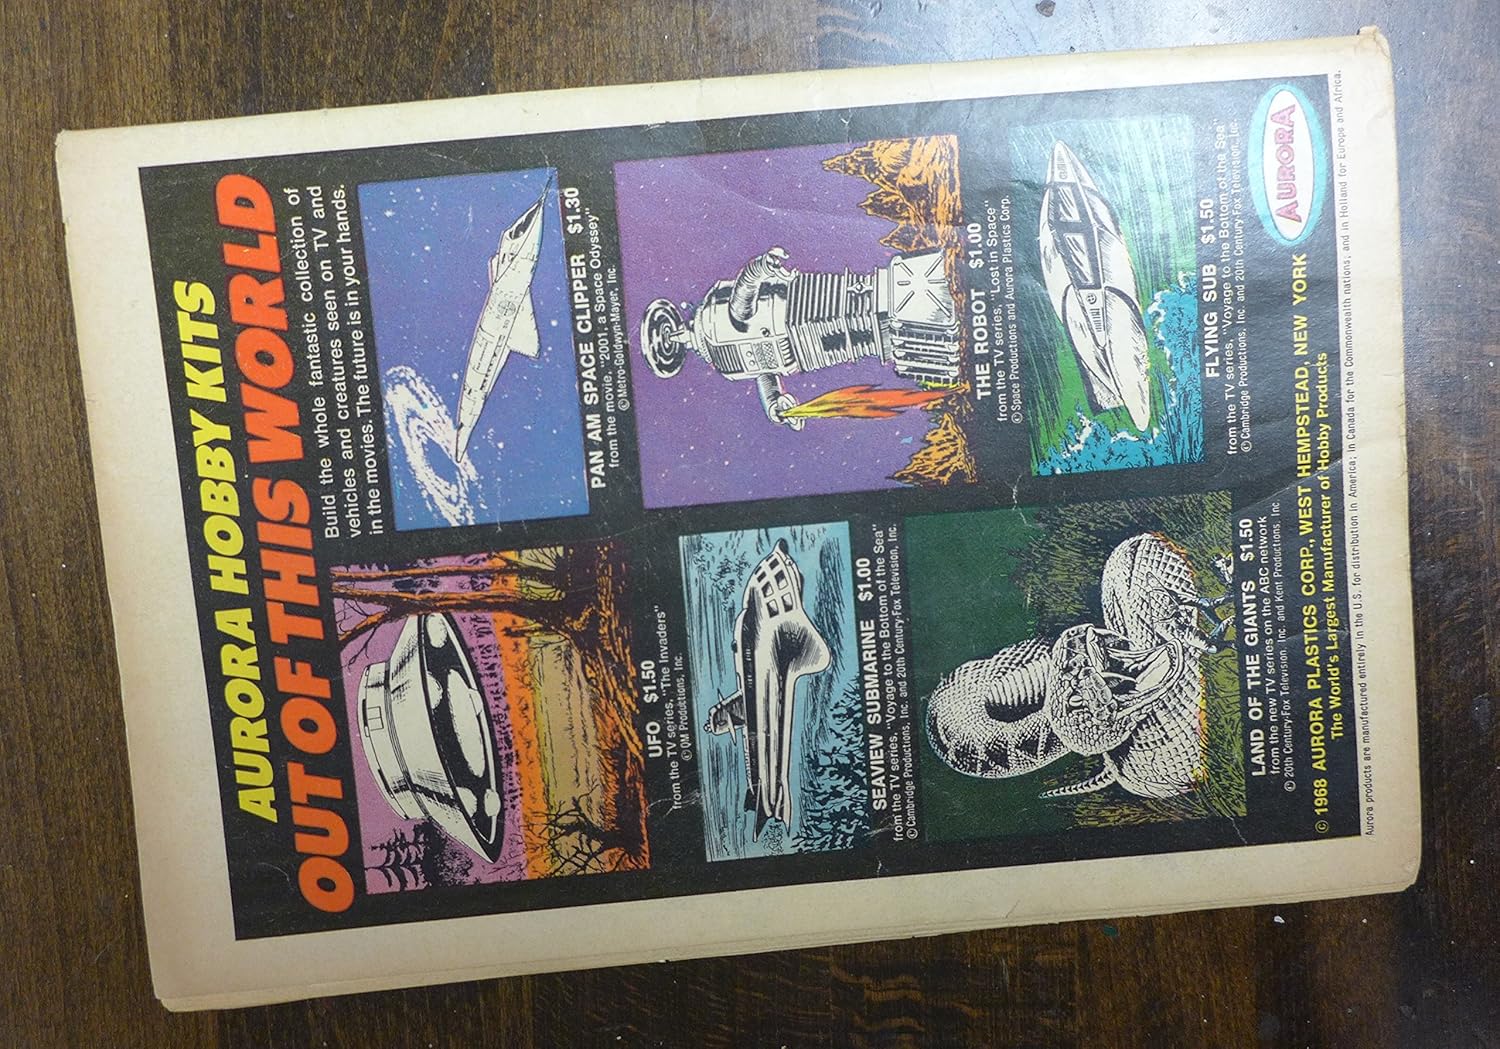 AURORA HOBBY KITS
OUT OF THIS WORLD
Build the whole fantastic collection of
vehicles and creatures seen on TV and
in the movies. The future is in your hands.
UFO $1.50
from the TV series, "The Invaders"
© QM Productions, Inc.
PAN AM SPACE CLIPPER $1.30
from the movie, "2001, a Space Odyssey"
© Metro-Goldwyn-Mayer, Inc.
SEAVIEW SUBMARINE $1.00
from the TV series, "Voyage to the Bottom of the Sea"
© Cambridge Productions, Inc. and 20th Century-Fox Television, Inc.
THE ROBOT $1.00
from the TV series, "Lost in Space"
© Space Productions and Aurora Plastics Corp.
LAND OF THE GIANTS $1.50
from the new TV series on the ABC network
© 20th Century-Fox Television, Inc. and Kent Productions, Inc
FLYING SUB $1.50
from the TV series, "Voyage to the Bottom of the Sea"
© Cambridge Productions, Inc. and 20th Century-Fox Television, Inc.
© 1968 AURORA PLASTICS CORP., WEST HEMPSTEAD, NEW YORK
The World's Largest Manufacturer of Hobby Products
AURORA
Aurora products are manufactured entirely in the U.S. for distribution in America; in Canada for the Commonwealth nations; and in Holland for Europe and Africa.